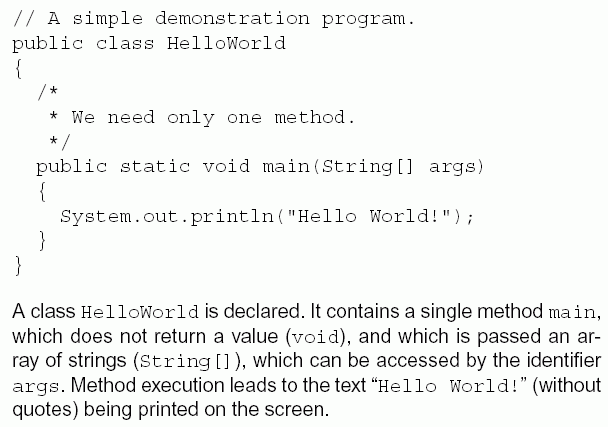 // A simple demonstration program.
public class HelloWorld
{
  /*
   * We need only one method.
   */
  public static void main(String[] args)
  {
    System.out.println("Hello World!");
  }
}
A class HelloWorld is declared. It contains a single method main,
which does not return a value (void), and which is passed an ar-
ray of strings (String[]), which can be accessed by the identifier
args. Method execution leads to the text “Hello World!” (without
quotes) being printed on the screen.